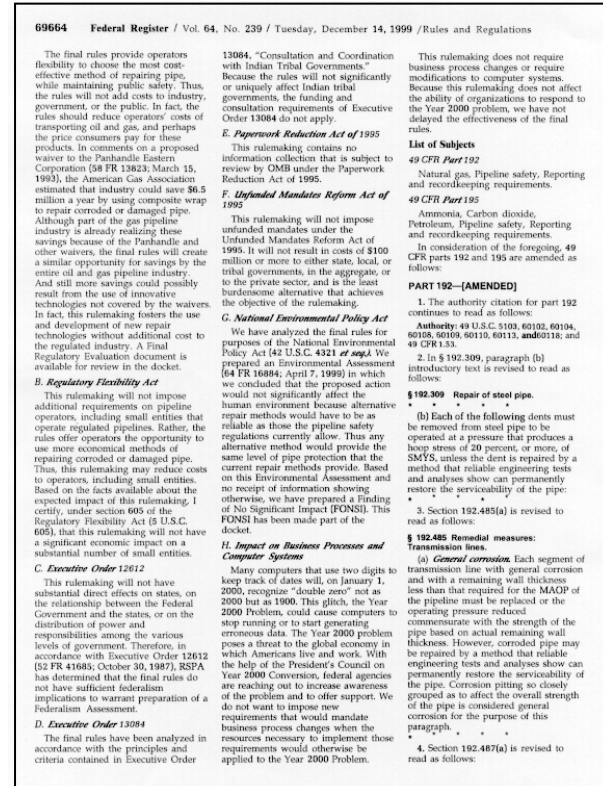 69664 Federal Register / Vol. 64, No. 239 / Tuesday, December 14, 1999 /Rules and Regulations
The final rules provide operators
flexibility to choose the most cost-
effective method of repairing pipe,
while maintaining public safety. Thus,
the rules will not add costs to industry,
government, or the public. In fact, the
rules should reduce operators' costs of
transporting oil and gas, and perhaps
the price consumers pay for these
products. In comments on a proposed
waiver to the Panhandle Eastern
Corporation (58 FR 13823; March 15,
1993), the American Gas Association
estimated that industry could save $6.5
million a year by using composite wrap
to repair corroded or damaged pipe.
Although part of the gas pipeline
industry is already realizing these
savings because of the Panhandle and
other waivers, the final rules will create
a similar opportunity for savings by the
entire oil and gas pipeline industry.
And still more savings could possibly
result from the use of innovative
technologies not covered by the waivers.
In fact, this rulemaking fosters the use
and development of new repair
technologies without additional cost to
the regulated industry. A Final
Regulatory Evaluation document is
available for review in the docket.
B. Regulatory Flexibility Act
This rulemaking will not impose
additional requirements on pipeline
operators, including small entities that
operate regulated pipelines. Rather, the
rules offer operators the opportunity to
use more economical methods of
repairing corroded or damaged pipe.
Thus, this rulemaking may reduce costs
to operators, including small entities.
Based on the facts available about the
expected impact of this rulemaking, I
certify, under section 605 of the
Regulatory Flexibility Act (5 U.S.C.
605), that this rulemaking will not have
a significant economic impact on a
substantial number of small entities.
C. Executive Order 12612
This rulemaking will not have
substantial direct effects on states, on
the relationship between the Federal
Government and the states, or on the
distribution of power and
responsibilities among the various
levels of government. Therefore, in
accordance with Executive Order 12612
(52 FR 41685; October 30, 1987), RSPA
has determined that the final rules do
not have sufficient federalism
implications to warrant preparation of a
Federalism Assessment.
D. Executive Order 13084
The final rules have been analyzed in
accordance with the principles and
criteria contained in Executive Order
13084, "Consultation and Coordination
with Indian Tribal Governments."
Because the rules will not significantly
or uniquely affect Indian tribal
governments, the funding and
consultation requirements of Executive
Order 13084 do not apply.
E. Paperwork Reduction Act of 1995
This rulemaking contains no
information collection that is subject to
review by OMB under the Paperwork
Reduction Act of 1995.
F. Unfunded Mandates Reform Act of
1995
This rulemaking will not impose
unfunded mandates under the
Unfunded Mandates Reform Act of
1995. It will not result in costs of $100
million or more to either state, local, or
tribal governments, in the aggregate, or
to the private sector, and is the least
burdensome alternative that achieves
the objective of the rulemaking.
G. National Environmental Policy Act
We have analyzed the final rules for
purposes of the National Environmental
Policy Act (42 U.S.C. 4321 et seq.). We
prepared an Environmental Assessment
(64 FR 16884; April 7, 1999) in which
we concluded that the proposed action
would not significantly affect the
human environment because alternative
repair methods would have to be as
reliable as those the pipeline safety
regulations currently allow. Thus any
alternative method would provide the
same level of pipe protection that the
current repair methods provide. Based
on this Environmental Assessment and
no receipt of information showing
otherwise, we have prepared a Finding
of No Significant Impact [FONSI). This
FONSI has been made part of the
docket.
H. Impact on Business Processes and
Computer Systems
Many computers that use two digits to
keep track of dates will, on January 1,
2000, recognize "double zero" not as
2000 but as 1900. This glitch, the Year
2000 Problem, could cause computers to
stop running or to start generating
erroneous data. The Year 2000 problem
poses a threat to the global economy in
which Americans live and work. With
the help of the President's Council on
Year 2000 Conversion, federal agencies
are reaching out to increase awareness
of the problem and to offer support. We
do not want to impose new
requirements that would mandate
business process changes when the
resources necessary to implement those
requirements would otherwise be
applied to the Year 2000 Problem.
This rulemaking does not require
business process changes or require
modifications to computer systems.
Because this rulemaking does not affect
the ability of organizations to respond to
the Year 2000 problem, we have not
delayed the effectiveness of the final
rules.
List of Subjects
49 CFR Part 192
Natural gas, Pipeline safety, Reporting
and recordkeeping requirements.
49 CFR Part 195
Ammonia, Carbon dioxide,
Petroleum, Pipeline safety, Reporting
and recordkeeping requirements.
In consideration of the foregoing, 49
CFR parts 192 and 195 are amended as
follows:
PART 192—[AMENDED]
1. The authority citation for part 192
continues to read as follows:
Authority: 49 U.S.C. 5103, 60102, 60104,
60108, 60109, 60110, 60113, and60118; and
49 CFR 1.53.
2. In § 192.309, paragraph (b)
introductory text is revised to read as
follows:
§ 192.309 Repair of steel pipe.
* * * * *
(b) Each of the following dents must
be removed from steel pipe to be
operated at a pressure that produces a
hoop stress of 20 percent, or more, of
SMYS, unless the dent is repaired by a
method that reliable engineering tests
and analyses show can permanently
restore the serviceability of the pipe:
* * * * *
3. Section 192.485(a) is revised to
read as follows:
§ 192.485 Remedial measures:
Transmission lines.
(a) General corrosion. Each segment of
transmission line with general corrosion
and with a remaining wall thickness
less than that required for the MAOP of
the pipeline must be replaced or the
operating pressure reduced
commensurate with the strength of the
pipe based on actual remaining wall
thickness. However, corroded pipe may
be repaired by a method that reliable
engineering tests and analyses show can
permanently restore the serviceability of
the pipe. Corrosion pitting so closely
grouped as to affect the overall strength
of the pipe is considered general
corrosion for the purpose of this
paragraph.
* * * * *
4. Section 192.487(a) is revised to
read as follows: